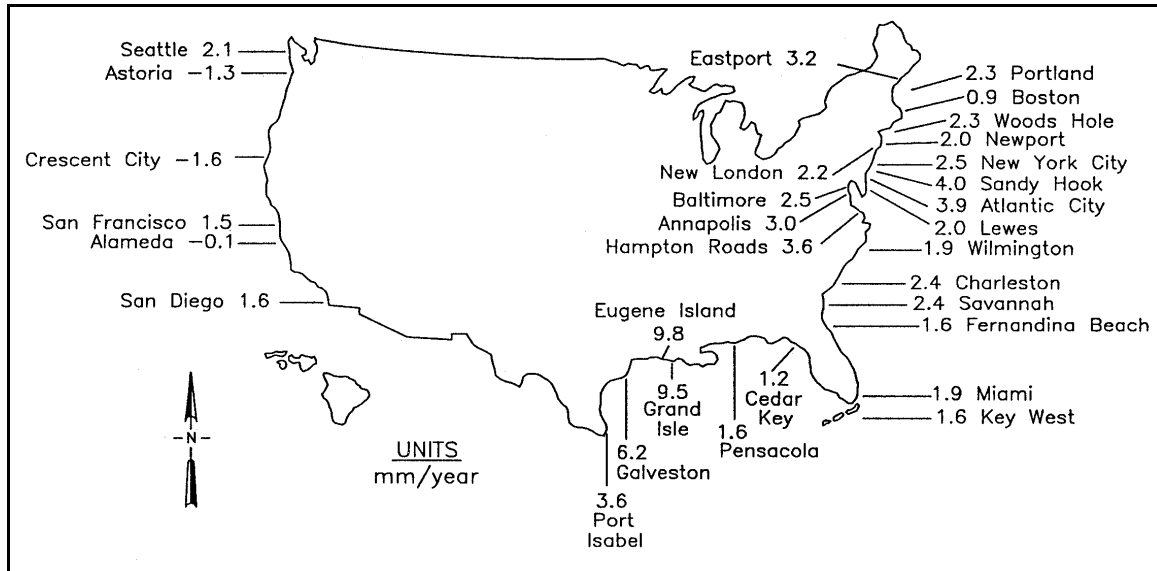 Seattle 2.1
Astoria -1.3
Crescent City -1.6
San Francisco 1.5
Alameda -0.1
San Diego 1.6
Eastport 3.2
2.3 Portland
0.9 Boston
2.3 Woods Hole
2.0 Newport
New London 2.2
2.5 New York City
4.0 Sandy Hook
Baltimore 2.5
3.9 Atlantic City
Annapolis 3.0
2.0 Lewes
Hampton Roads 3.6
1.9 Wilmington
2.4 Charleston
2.4 Savannah
1.6 Fernandina Beach
1.9 Miami
1.6 Key West
Eugene Island
9.8
9.5
Grand
Isle
1.2
Cedar
Key
1.6
Pensacola
6.2
Galveston
3.6
Port
Isabel
N
UNITS
mm/year